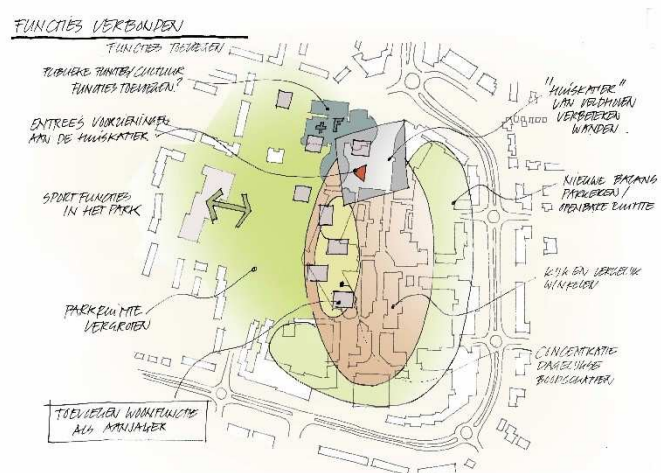 FUNCTIES VERBONDEN
FUNCTIES TOEVOEGEN
PUBLIEKE FUNCTIES/CULTUUR
FUNCTIES TOEVOEGEN?
ENTREES VOORZIENINGEN
AAN DE HUISKAMER
SPORT FUNCTIES
IN HET PARK
PARKRUIMTE
VERGROTEN
TOEVOEGEN WOONFUNCTIE
ALS AANJAGER
+ F
"HUISKAMER"
VAN VELDHOVEN
VERBETEREN
WANDEN.
NIEUWE BALANS
PARKEREN/
OPENBARE RUIMTE
KIJK EN VERGELIJK
WINKELEN
CONCENTRATIE
DAGELIJKSE
BOODSCHAPPEN